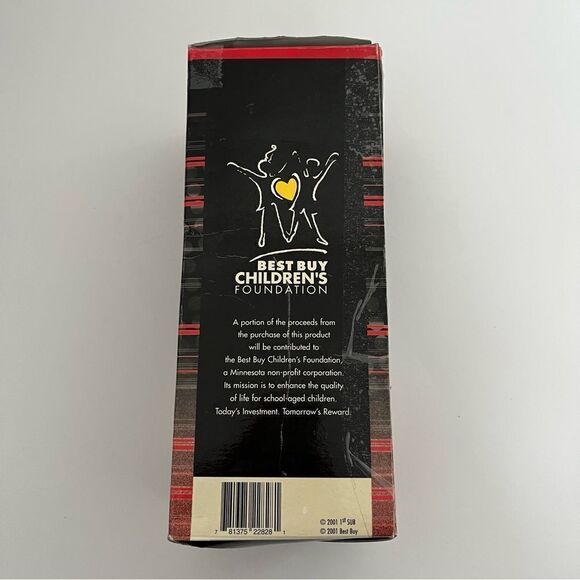 BEST BUY
CHILDREN'S
FOUNDATION
A portion of the proceeds from
the purchase of this product
will be contributed to
the Best Buy Children's Foundation,
a Minnesota non-profit corporation.
Its mission is to enhance the quality
of life for school-aged children.
Today's Investment. Tomorrow's Reward.
7 81375 22828 1
© 2001 1st SUB
© 2001 Best Buy